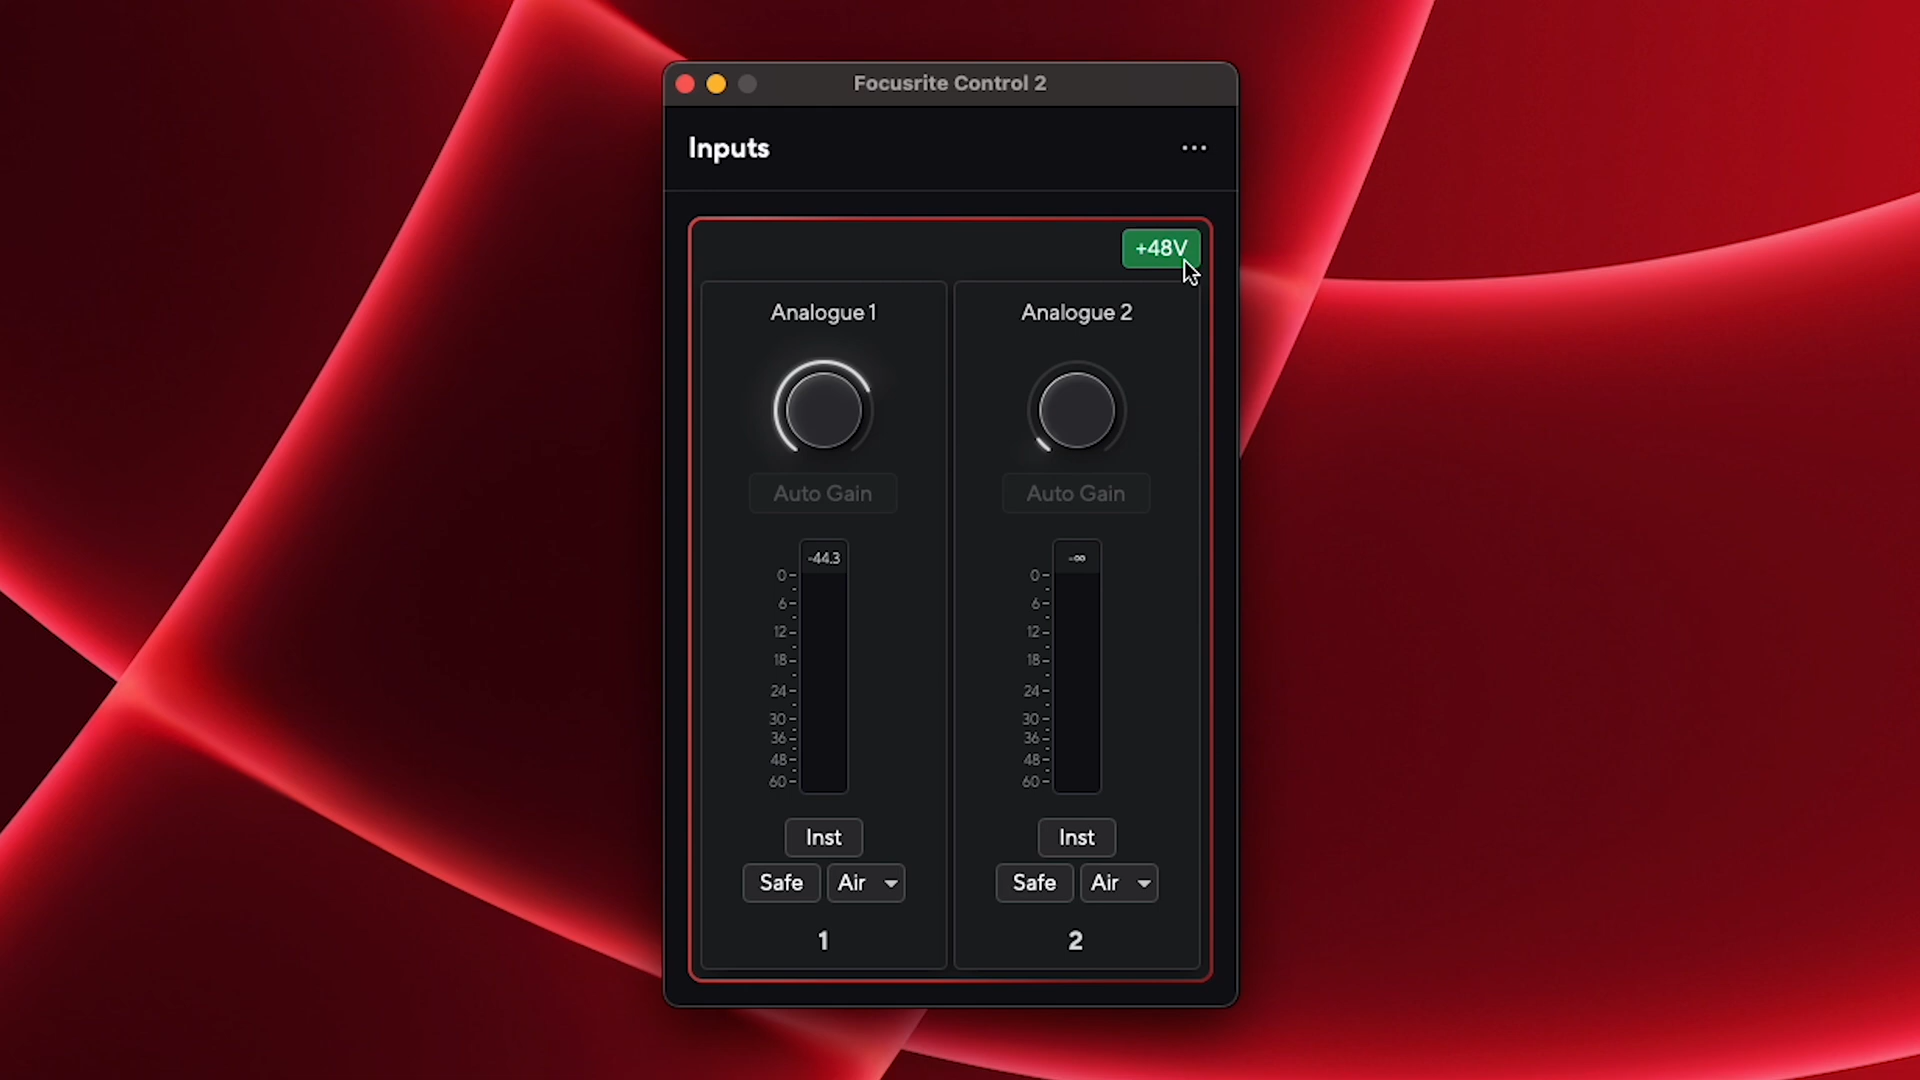 Focusrite Control 2
Inputs
+48V
Analogue 1
Analogue 2
Auto Gain
Auto Gain
-44.3
-∞
0
6
12
18
24
30
36
48
60
0
6
12
18
24
30
36
48
60
Inst
Inst
Safe
Air
Safe
Air
1
2